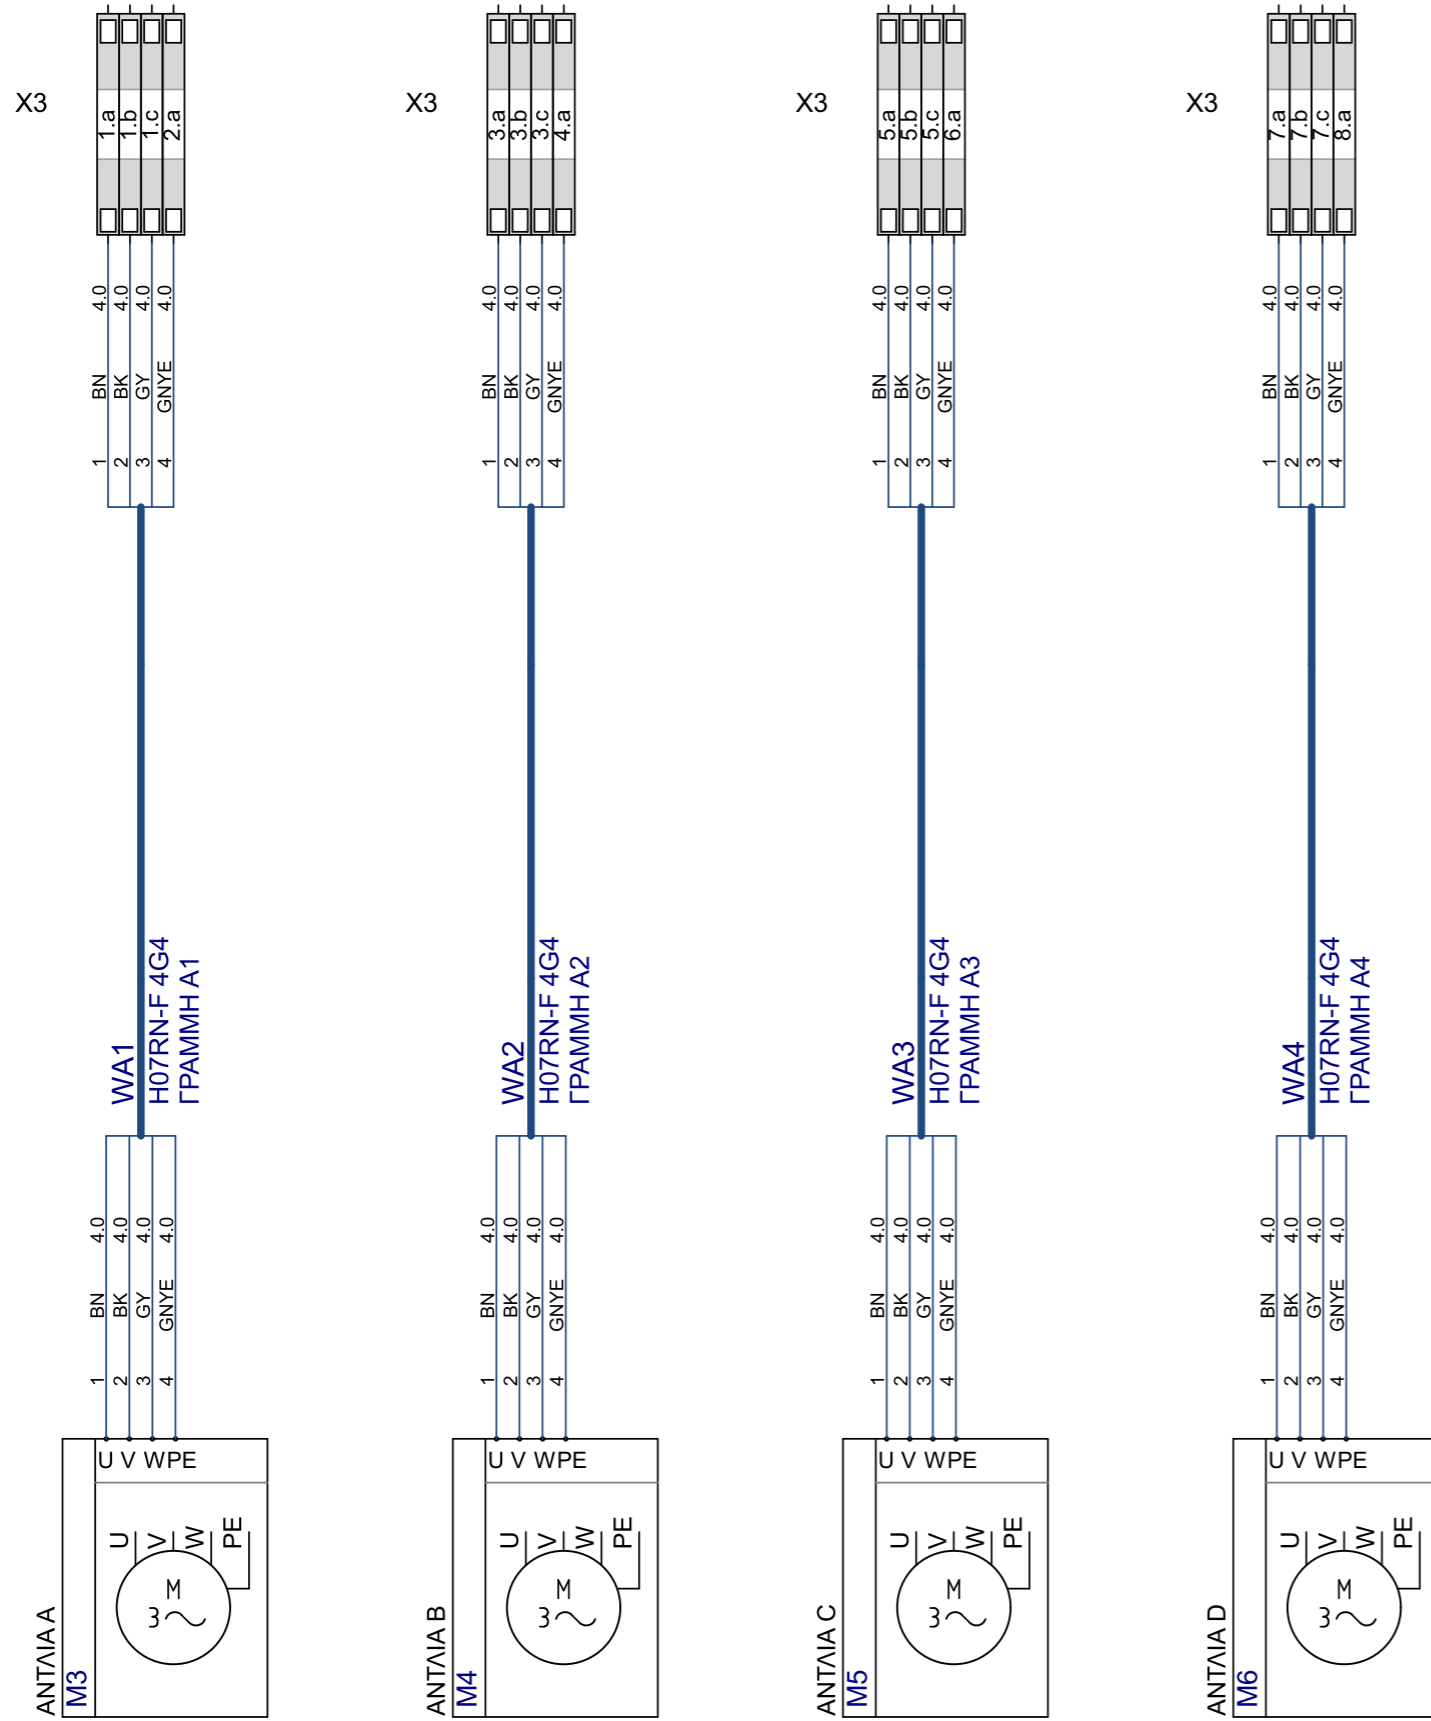 X3
1.a
1.b
1.c
2.a
X3
3.a
3.b
3.c
4.a
X3
5.a
5.b
5.c
6.a
X3
7.a
7.b
7.c
8.a
1 BN 4.0
2 BK 4.0
3 GY 4.0
4 GNYE 4.0
1 BN 4.0
2 BK 4.0
3 GY 4.0
4 GNYE 4.0
1 BN 4.0
2 BK 4.0
3 GY 4.0
4 GNYE 4.0
1 BN 4.0
2 BK 4.0
3 GY 4.0
4 GNYE 4.0
WA1
H07RN-F 4G4
ΓΡΑΜΜΗ A1
WA2
H07RN-F 4G4
ΓΡΑΜΜΗ A2
WA3
H07RN-F 4G4
ΓΡΑΜΜΗ A3
WA4
H07RN-F 4G4
ΓΡΑΜΜΗ A4
1 BN 4.0
2 BK 4.0
3 GY 4.0
4 GNYE 4.0
1 BN 4.0
2 BK 4.0
3 GY 4.0
4 GNYE 4.0
1 BN 4.0
2 BK 4.0
3 GY 4.0
4 GNYE 4.0
1 BN 4.0
2 BK 4.0
3 GY 4.0
4 GNYE 4.0
ΑΝΤΛΙΑ A
M3
U V W PE
U
V
W
PE
M
3~
ΑΝΤΛΙΑ B
M4
U V W PE
U
V
W
PE
M
3~
ΑΝΤΛΙΑ C
M5
U V W PE
U
V
W
PE
M
3~
ΑΝΤΛΙΑ D
M6
U V W PE
U
V
W
PE
M
3~